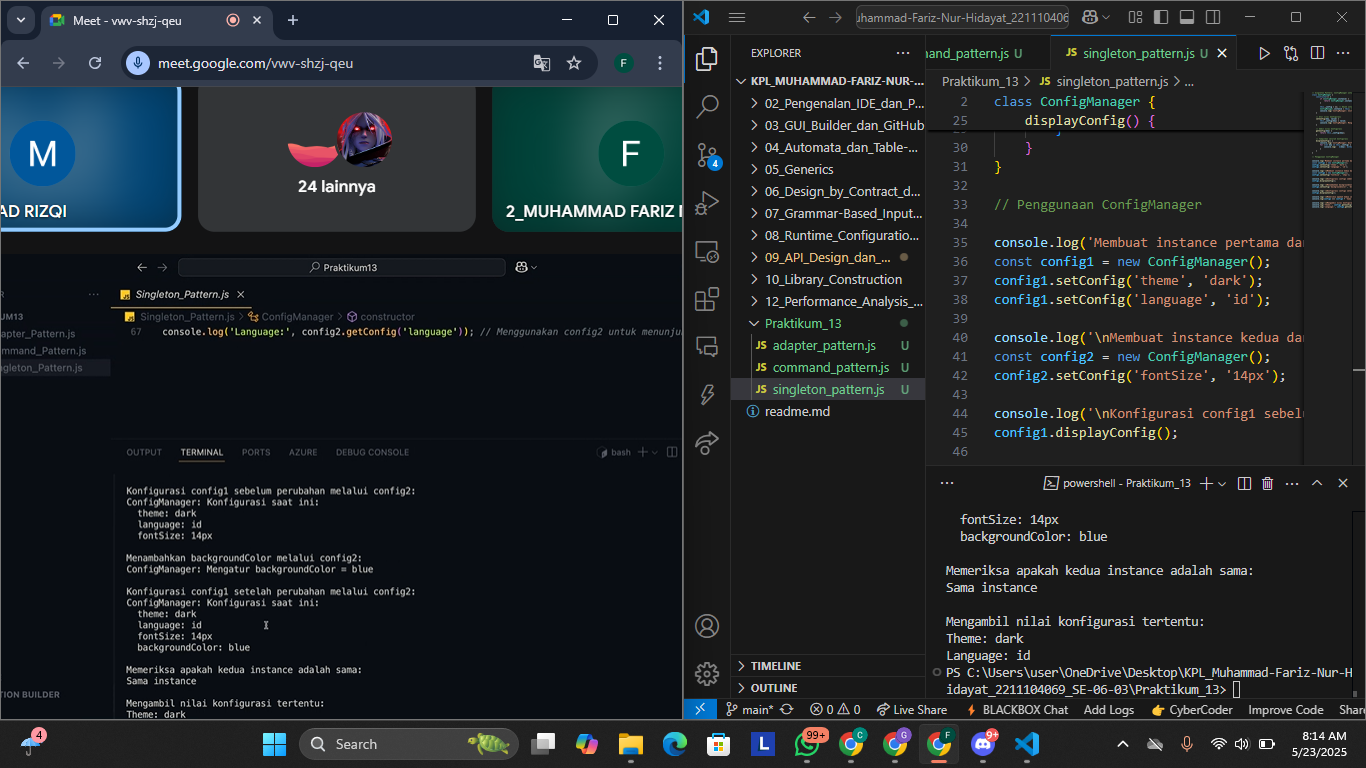 Meet - vwv-shzj-qeu
meet.google.com/vwv-shzj-qeu
F
M
AD RIZQI
24 lainnya
F
2_MUHAMMAD FARIZ
Praktikum13
UM13
dapter_Pattern.js
ommand_Pattern.js
ngleton_Pattern.js
TION BUILDER
Singleton_Pattern.js
Singleton_Pattern.js > ConfigManager > constructor
67 console.log('Language:', config2.getConfig('language')); // Menggunakan config2 untuk menunju
OUTPUT TERMINAL PORTS AZURE DEBUG CONSOLE
bash
Konfigurasi config1 sebelum perubahan melalui config2:
ConfigManager: Konfigurasi saat ini:
theme: dark
language: id
fontSize: 14px
Menambahkan backgroundColor melalui config2:
ConfigManager: Mengatur backgroundColor = blue
Konfigurasi config1 setelah perubahan melalui config2:
ConfigManager: Konfigurasi saat ini:
theme: dark
language: id
fontSize: 14px
backgroundColor: blue
Memeriksa apakah kedua instance adalah sama:
Sama instance
Mengambil nilai konfigurasi tertentu:
Theme: dark
uhammad-Fariz-Nur-Hidayat_221110406
EXPLORER
KPL_MUHAMMAD-FARIZ-NUR-...
02_Pengenalan_IDE_dan_P...
03_GUI_Builder_dan_GitHub
04_Automata_dan_Table-...
05_Generics
06_Design_by_Contract_d...
07_Grammar-Based_Input...
08_Runtime_Configuratio...
09_API_Design_dan_...
10_Library_Construction
12_Performance_Analysis_...
Praktikum_13
JS adapter_pattern.js U
JS command_pattern.js U
JS singleton_pattern.js U
readme.md
TIMELINE
OUTLINE
4
mand_pattern.js U
JS singleton_pattern.js U
Praktikum_13 > JS singleton_pattern.js > ...
2 class ConfigManager {
25 displayConfig() {
30 }
31 }
32
33 // Penggunaan ConfigManager
34
35 console.log('Membuat instance pertama dar
36 const config1 = new ConfigManager();
37 config1.setConfig('theme', 'dark');
38 config1.setConfig('language', 'id');
39
40 console.log('\nMembuat instance kedua dar
41 const config2 = new ConfigManager();
42 config2.setConfig('fontSize', '14px');
43
44 console.log('\nKonfigurasi config1 sebelu
45 config1.displayConfig();
46
powershell - Praktikum_13
fontSize: 14px
backgroundColor: blue
Memeriksa apakah kedua instance adalah sama:
Sama instance
Mengambil nilai konfigurasi tertentu:
Theme: dark
Language: id
PS C:\Users\user\OneDrive\Desktop\KPL_Muhammad-Fariz-Nur-H
idayat_2211104069_SE-06-03\Praktikum_13>
main* 0 0 Live Share BLACKBOX Chat Add Logs CyberCoder Improve Code Share
4
Search
L
99+
C
G
F
9+
8:14 AM
5/23/2025